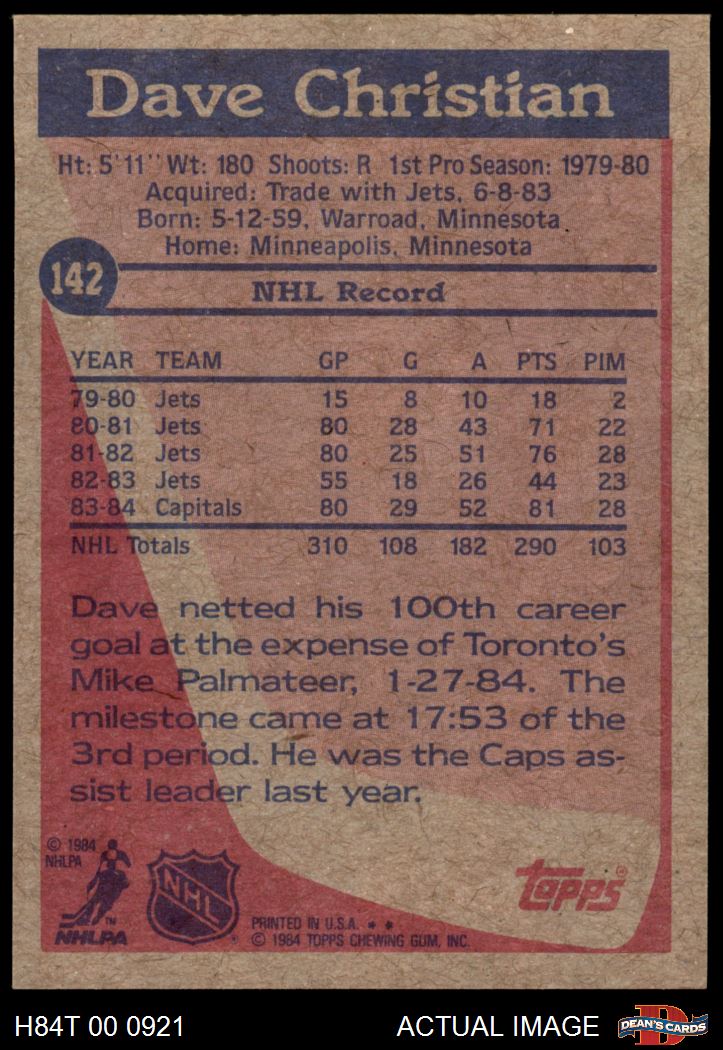 Dave Christian
Ht: 5'11" Wt: 180 Shoots: R 1st Pro Season: 1979-80
Acquired: Trade with Jets, 6-8-83
Born: 5-12-59, Warroad, Minnesota
Home: Minneapolis, Minnesota
142
NHL Record
YEAR TEAM GP G A PTS PIM
79-80 Jets 15 8 10 18 2
80-81 Jets 80 28 43 71 22
81-82 Jets 80 25 51 76 28
82-83 Jets 55 18 26 44 23
83-84 Capitals 80 29 52 81 28
NHL Totals 310 108 182 290 103
Dave netted his 100th career
goal at the expense of Toronto's
Mike Palmateer, 1-27-84. The
milestone came at 17:53 of the
3rd period. He was the Caps as-
sist leader last year.
© 1984
NHLPA
NHL
topps®
TM
NHLPA
PRINTED IN U.S.A. * *
© 1984 TOPPS CHEWING GUM, INC.
H84T 00 0921
ACTUAL IMAGE
D
DEAN'S CARDS